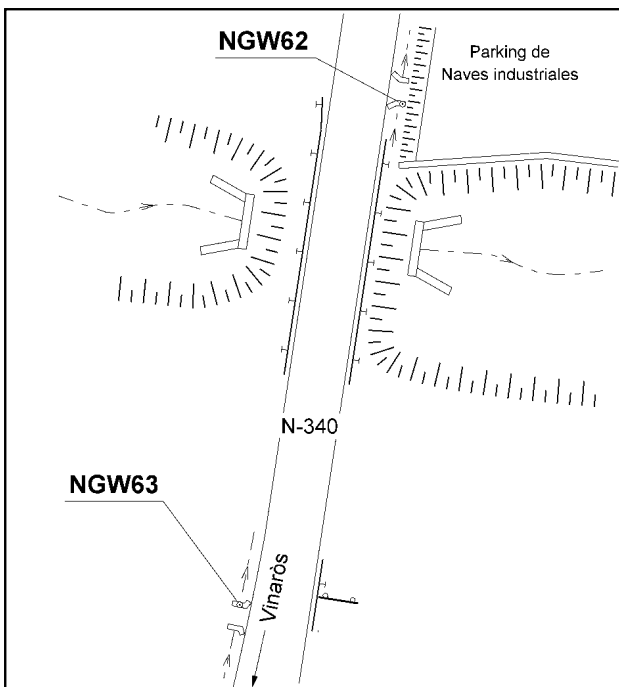 NGW62
Parking de
Naves industriales
N-340
NGW63
Vinaròs